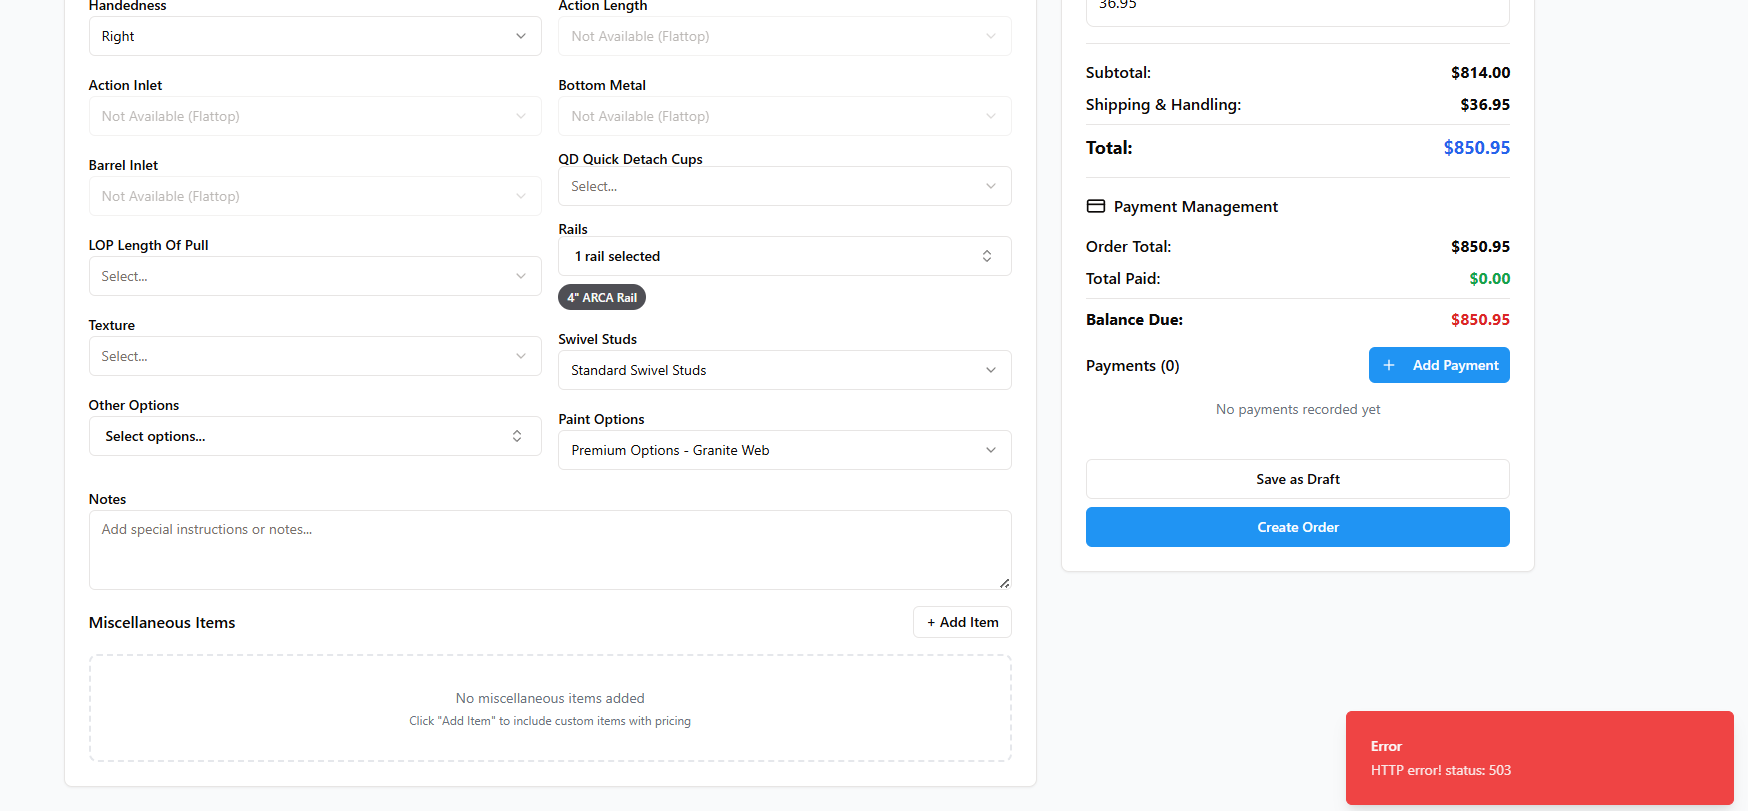 Handedness
Right
Action Length
Not Available (Flattop)
Action Inlet
Not Available (Flattop)
Bottom Metal
Not Available (Flattop)
Barrel Inlet
Not Available (Flattop)
QD Quick Detach Cups
Select...
LOP Length Of Pull
Select...
Rails
1 rail selected
4" ARCA Rail
Texture
Select...
Swivel Studs
Standard Swivel Studs
Other Options
Select options...
Paint Options
Premium Options - Granite Web
Notes
Add special instructions or notes...
Miscellaneous Items
+ Add Item
No miscellaneous items added
Click "Add Item" to include custom items with pricing
36.95
Subtotal: $814.00
Shipping & Handling: $36.95
Total: $850.95
Payment Management
Order Total: $850.95
Total Paid: $0.00
Balance Due: $850.95
Payments (0)
+ Add Payment
No payments recorded yet
Save as Draft
Create Order
Error
HTTP error! status: 503